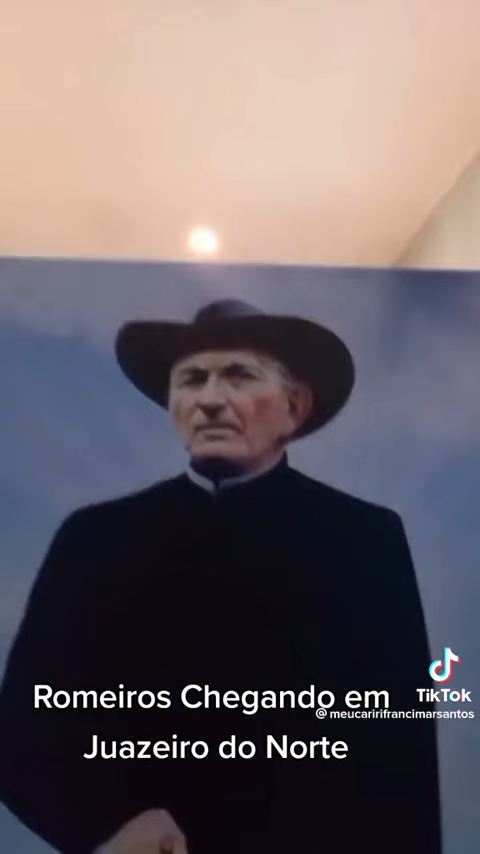 Romeiros Chegando em
Juazeiro do Norte
TikTok
@meucaririfrancimarsantos